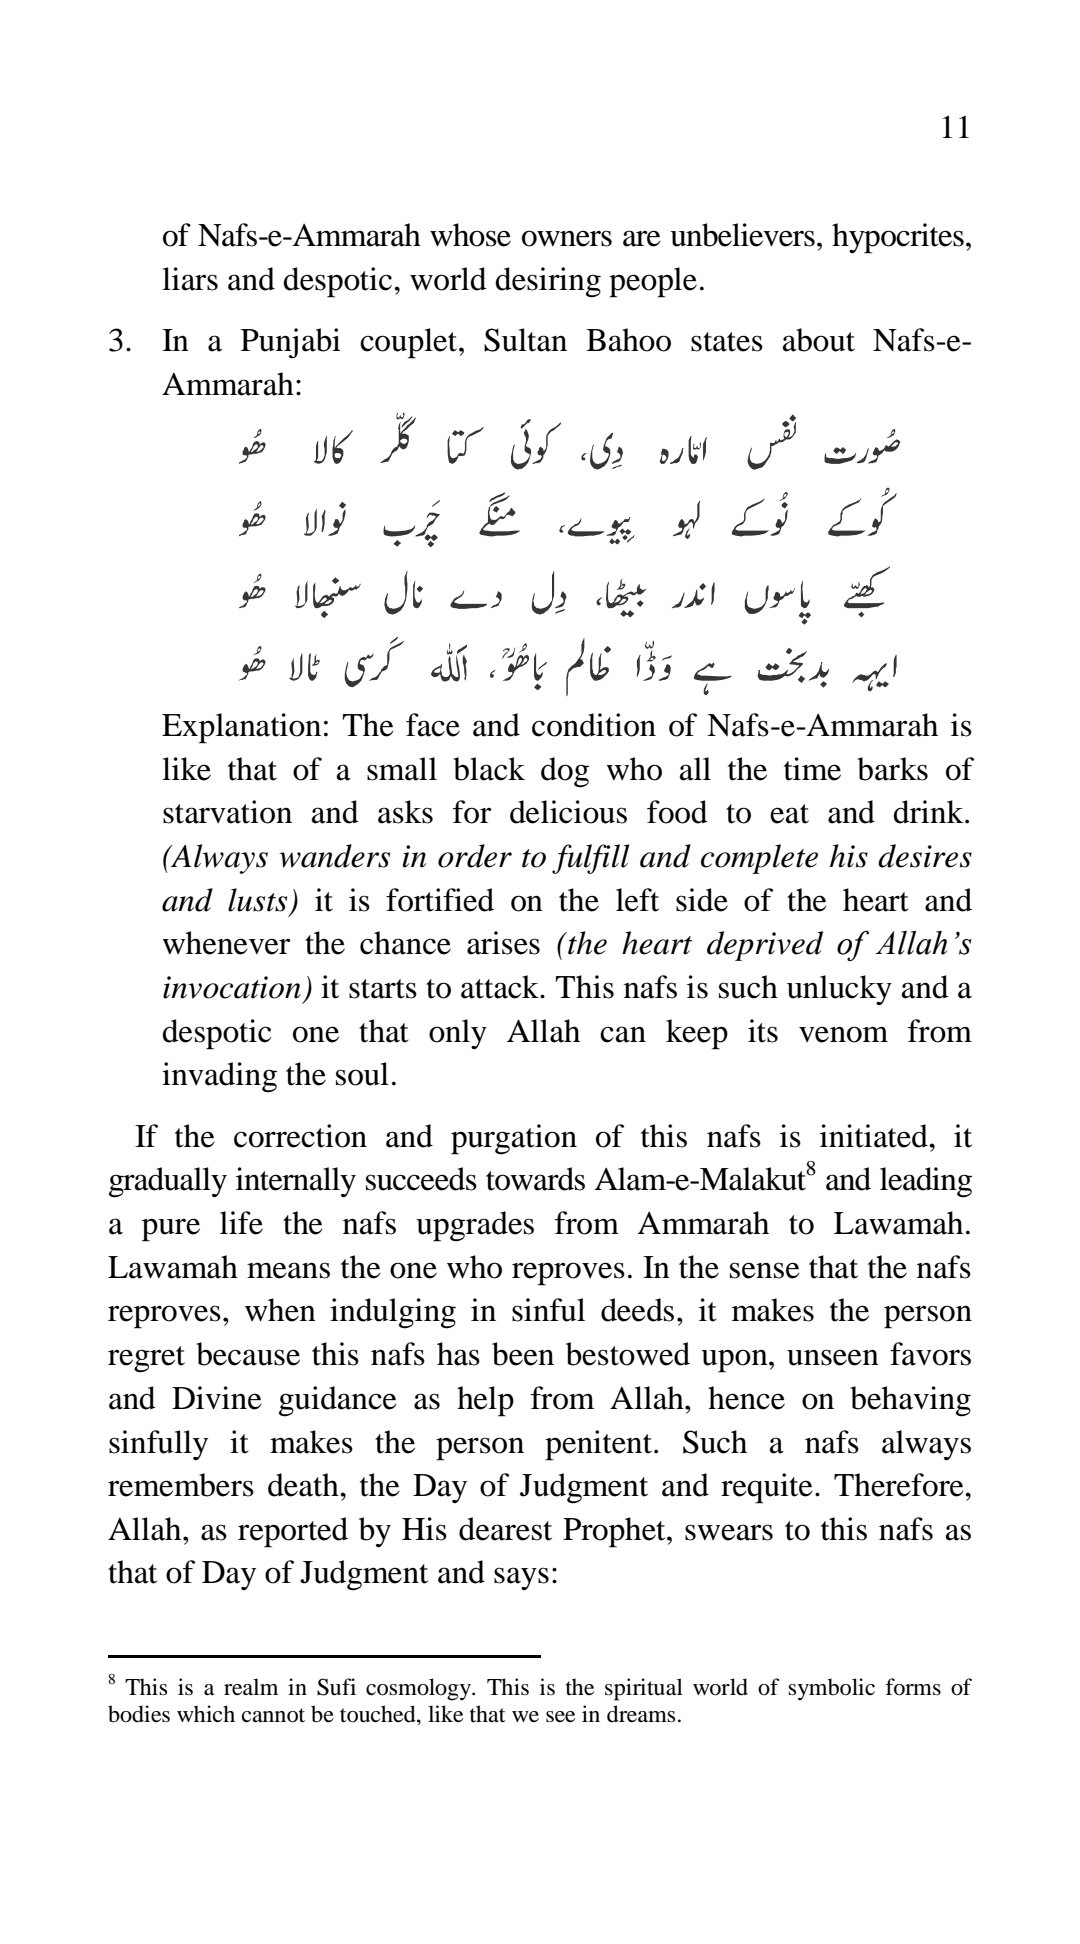 11
of Nafs-e-Ammarah whose owners are unbelievers, hypocrites,
liars and despotic, world desiring people.
3. In a Punjabi couplet, Sultan Bahoo states about Nafs-e-
Ammarah:
صُورت نفس امّارہ دِی، کوئی کتا گلّر کالا ھُو
کُوکے نُوکے لہو پِیوے، منگے چَرب نوالا ھُو
کھبّے پاسوں اندر بیٹھا، دِل دے نال سنبھالا ھُو
ایہہ بدبخت ہے وَڈّا ظالم بَاھُوؒ، اَللہ کرسی ٹالا ھُو
Explanation: The face and condition of Nafs-e-Ammarah is
like that of a small black dog who all the time barks of
starvation and asks for delicious food to eat and drink.
(Always wanders in order to fulfill and complete his desires
and lusts) it is fortified on the left side of the heart and
whenever the chance arises (the heart deprived of Allah’s
invocation) it starts to attack. This nafs is such unlucky and a
despotic one that only Allah can keep its venom from
invading the soul.
If the correction and purgation of this nafs is initiated, it
gradually internally succeeds towards Alam-e-Malakut8 and leading
a pure life the nafs upgrades from Ammarah to Lawamah.
Lawamah means the one who reproves. In the sense that the nafs
reproves, when indulging in sinful deeds, it makes the person
regret because this nafs has been bestowed upon, unseen favors
and Divine guidance as help from Allah, hence on behaving
sinfully it makes the person penitent. Such a nafs always
remembers death, the Day of Judgment and requite. Therefore,
Allah, as reported by His dearest Prophet, swears to this nafs as
that of Day of Judgment and says:
8 This is a realm in Sufi cosmology. This is the spiritual world of symbolic forms of
bodies which cannot be touched, like that we see in dreams.